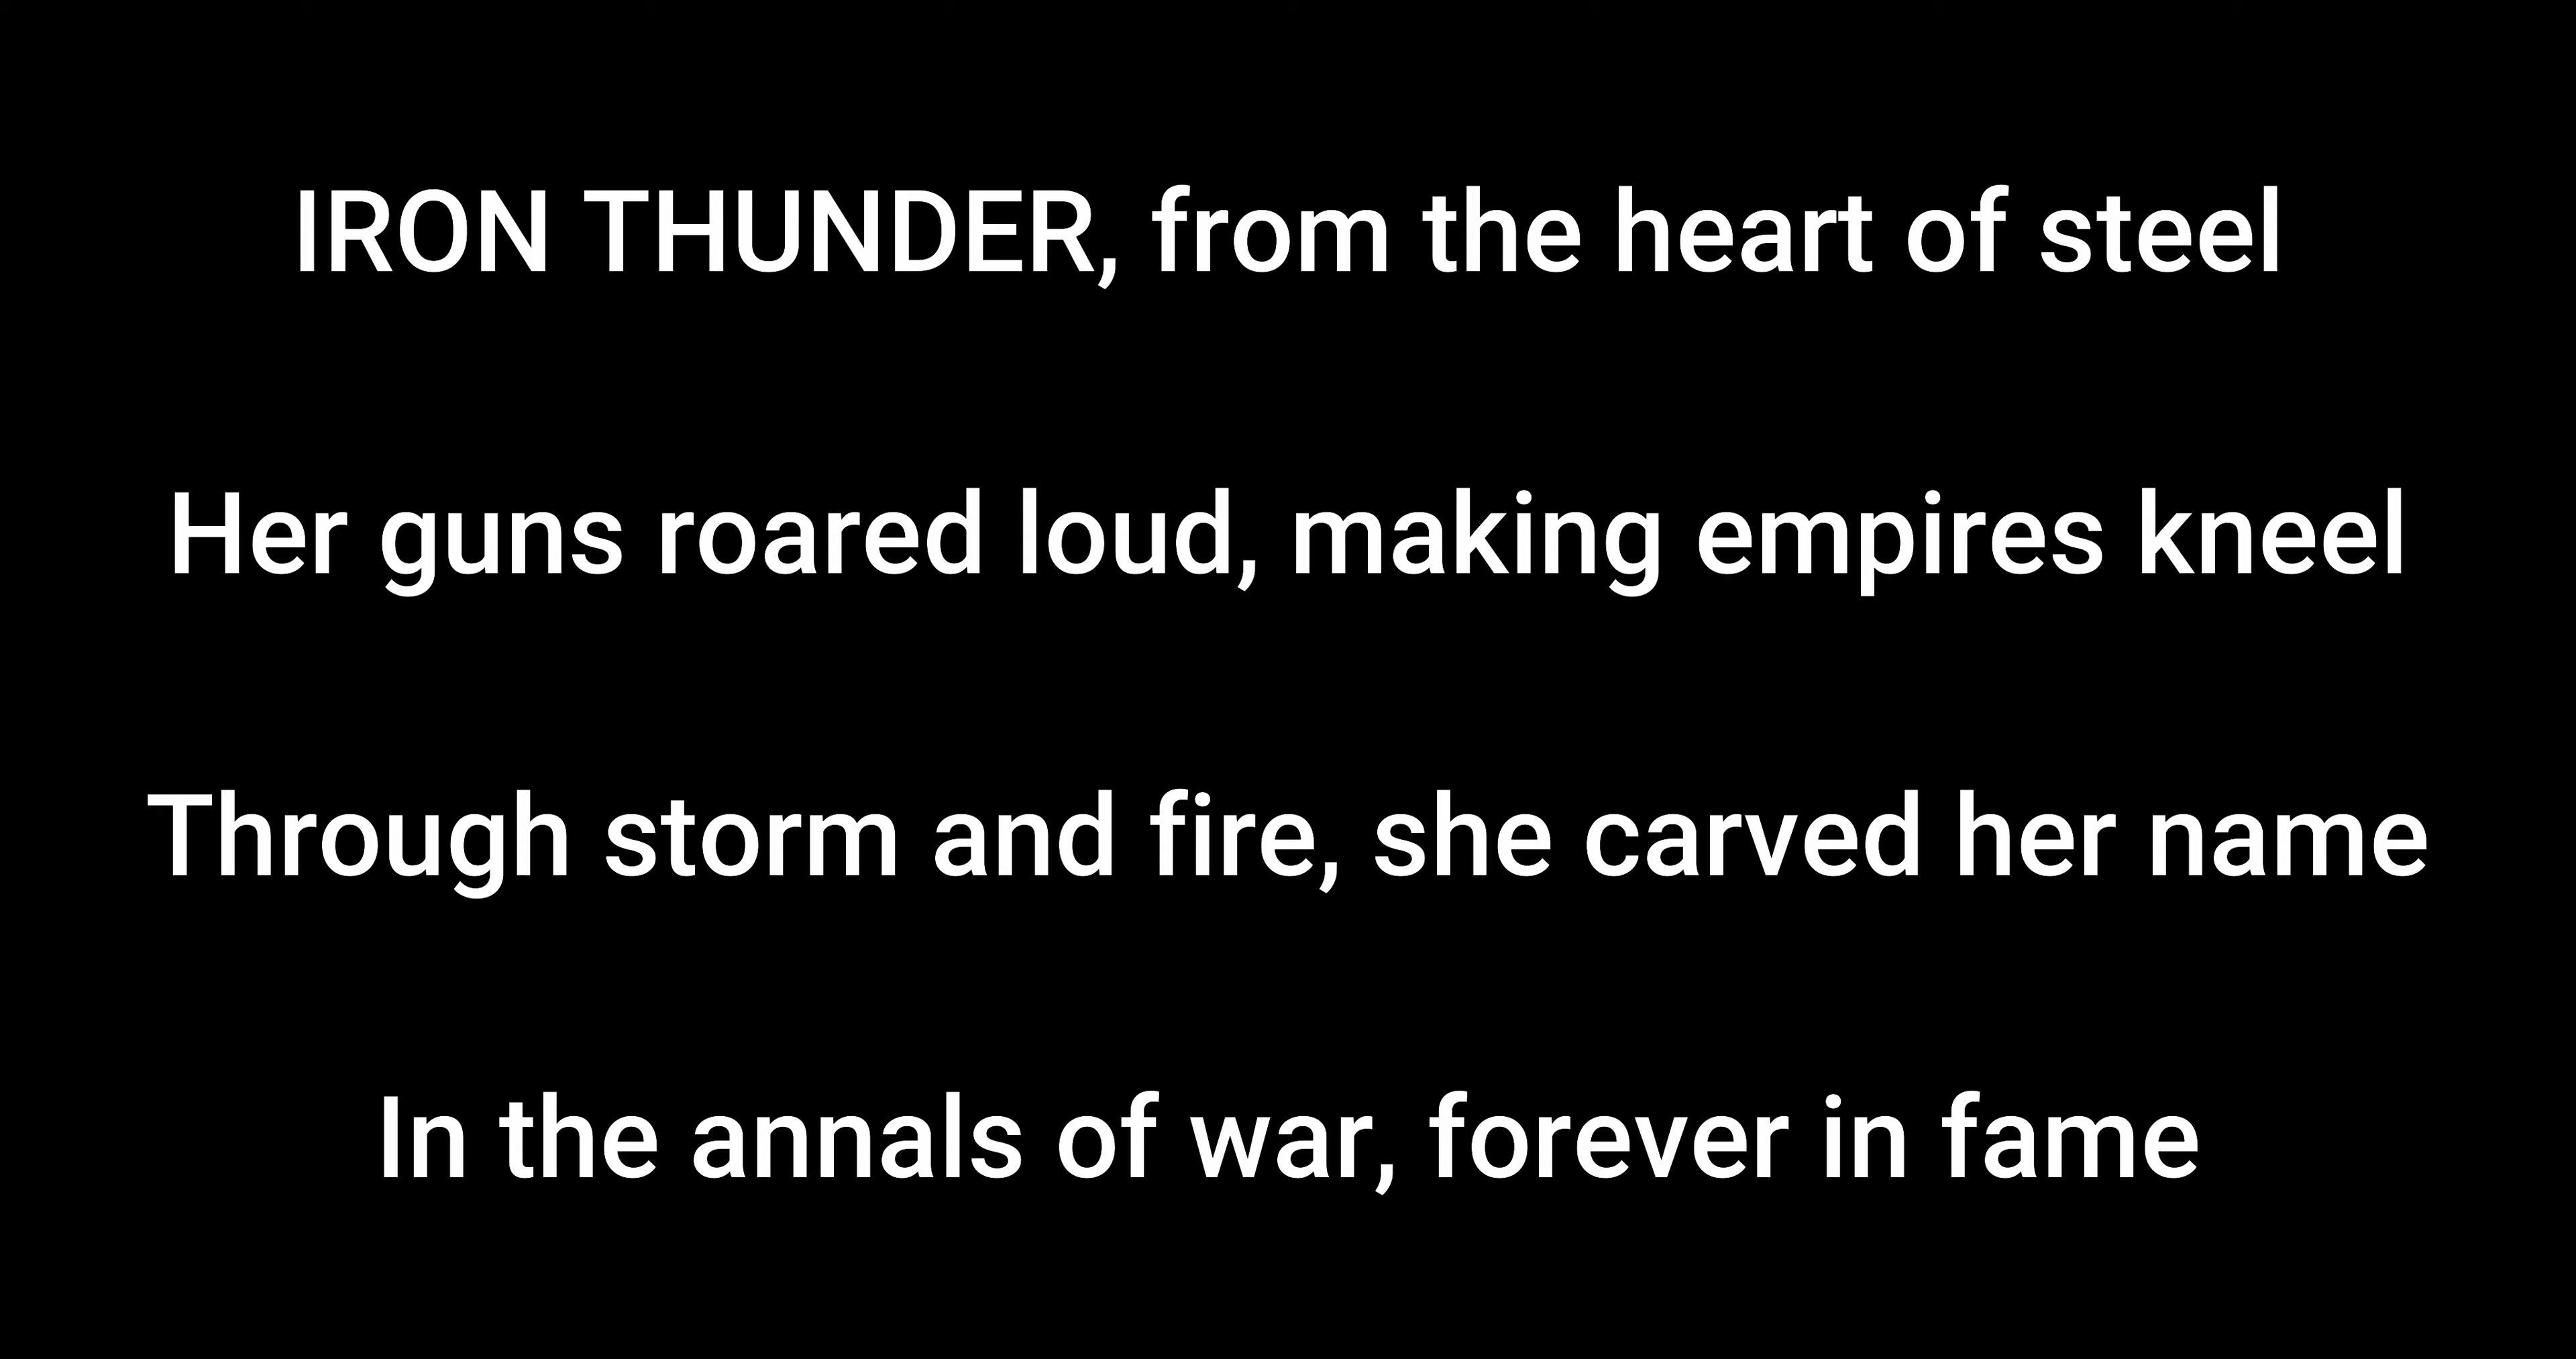 IRON THUNDER, from the heart of steel
Her guns roared loud, making empires kneel
Through storm and fire, she carved her name
In the annals of war, forever in fame